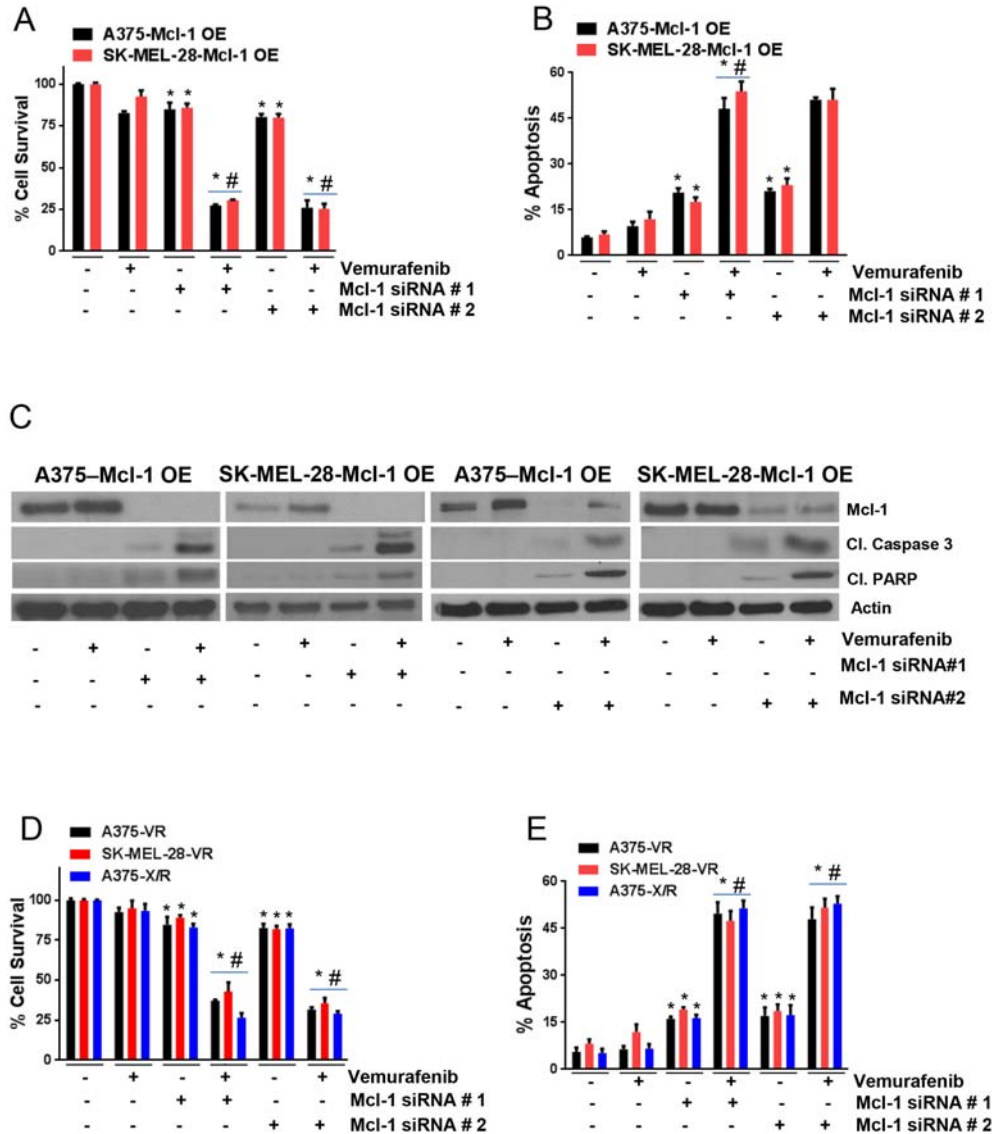 A
A375-Mcl-1 OE
SK-MEL-28-Mcl-1 OE
% Cell Survival
100
75
50
25
0
* * * # * * * #
- + - + - + Vemurafenib
- - + + - - Mcl-1 siRNA # 1
- - - - + + Mcl-1 siRNA # 2
B
A375-Mcl-1 OE
SK-MEL-28-Mcl-1 OE
% Apoptosis
60
45
30
15
0
* * * # * *
- + - + - + Vemurafenib
- - + + - - Mcl-1 siRNA # 1
- - - - + + Mcl-1 siRNA # 2
C
A375–Mcl-1 OE SK-MEL-28-Mcl-1 OE A375–Mcl-1 OE SK-MEL-28-Mcl-1 OE
Mcl-1
Cl. Caspase 3
Cl. PARP
Actin
- + - + - + - + - + - + - + - + Vemurafenib
- - + + - - + + - - - - - - - - Mcl-1 siRNA#1
- - - - - - - - - - + + - - + + Mcl-1 siRNA#2
D
A375-VR
SK-MEL-28-VR
A375-X/R
% Cell Survival
100
75
50
25
0
* * * * # * * * * #
- + - + - + Vemurafenib
- - + + - - Mcl-1 siRNA # 1
- - - - + + Mcl-1 siRNA # 2
E
A375-VR
SK-MEL-28-VR
A375-X/R
% Apoptosis
60
45
30
15
0
* * * * # * * * * #
- + - + - + Vemurafenib
- - + + - - Mcl-1 siRNA # 1
- - - - + + Mcl-1 siRNA # 2